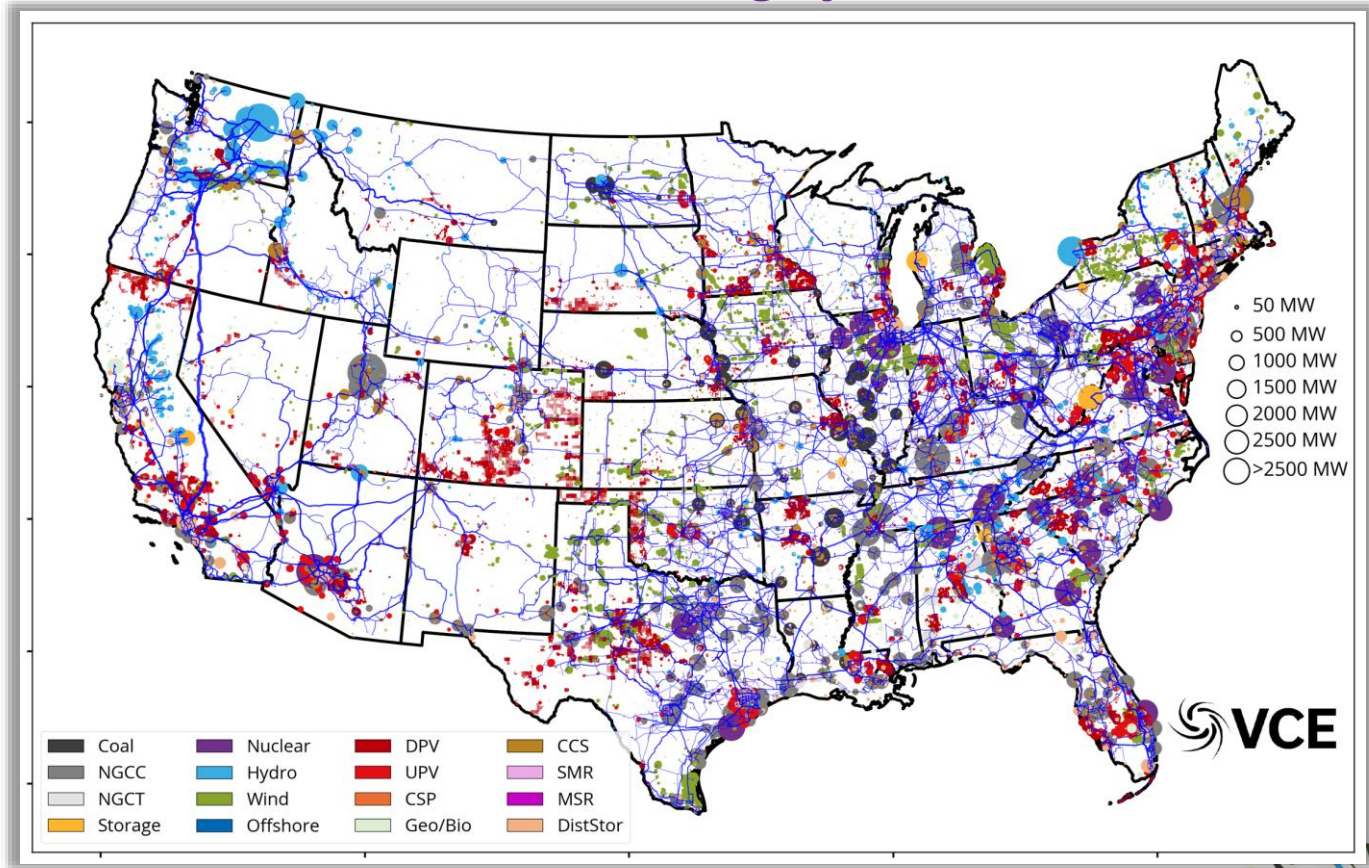 50 MW
500 MW
1000 MW
1500 MW
2000 MW
2500 MW
>2500 MW
VCE
Coal Nuclear DPV CCS
NGCC Hydro UPV SMR
NGCT Wind CSP MSR
Storage Offshore Geo/Bio DistStor